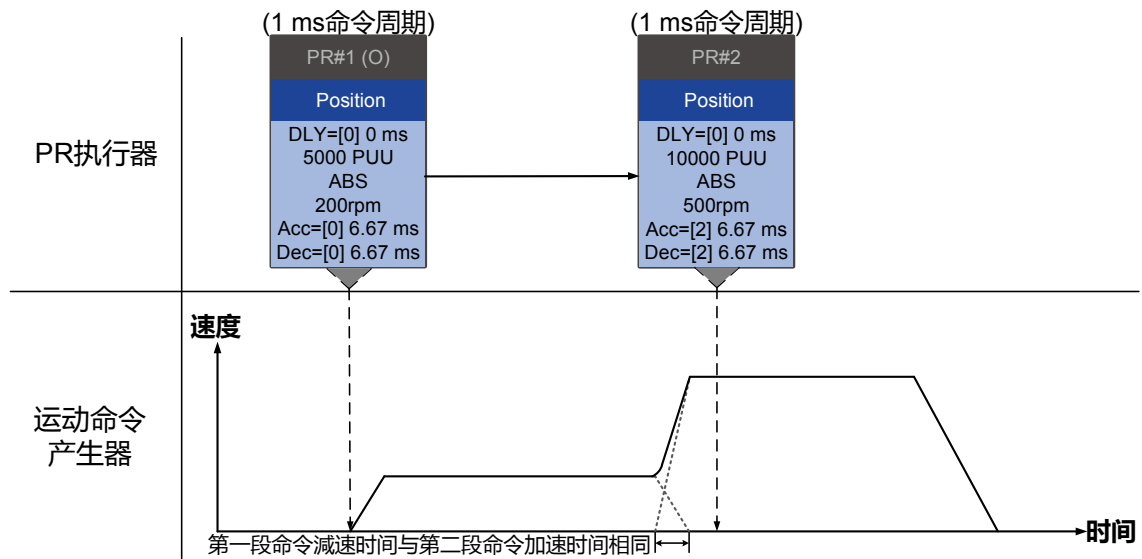 (1 ms命令周期)
PR#1 (O)
Position
DLY=[0] 0 ms
5000 PUU
ABS
200rpm
Acc=[0] 6.67 ms
Dec=[0] 6.67 ms
(1 ms命令周期)
PR#2
Position
DLY=[0] 0 ms
10000 PUU
ABS
500rpm
Acc=[2] 6.67 ms
Dec=[2] 6.67 ms
PR执行器
速度
运动命令
产生器
时间
第一段命令減速时间与第二段命令加速时间相同